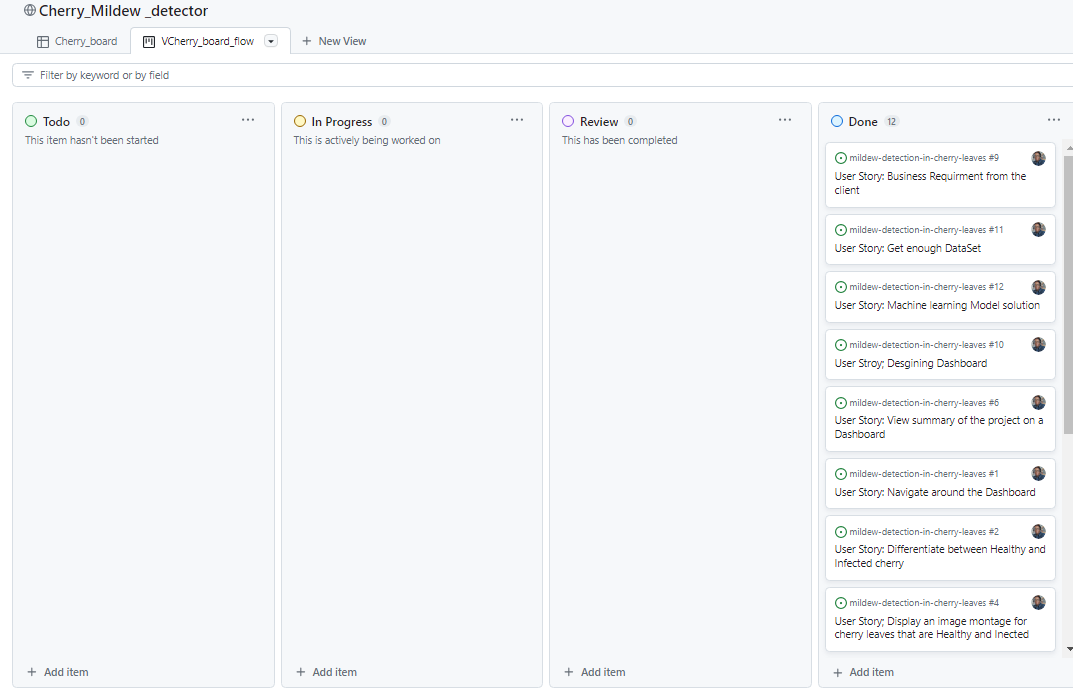 Cherry_Mildew _detector
Cherry_board
VCherry_board_flow
New View
Filter by keyword or by field
Todo 0
This item hasn't been started
Add item
In Progress 0
This is actively being worked on
Add item
Review 0
This has been completed
Add item
Done 12
mildew-detection-in-cherry-leaves #9
User Story: Business Requirment from the
client
mildew-detection-in-cherry-leaves #11
User Story: Get enough DataSet
mildew-detection-in-cherry-leaves #12
User Story: Machine learning Model solution
mildew-detection-in-cherry-leaves #10
User Stroy; Desgining Dashboard
mildew-detection-in-cherry-leaves #6
User Story: View summary of the project on a
Dashboard
mildew-detection-in-cherry-leaves #1
User Story: Navigate around the Dashboard
mildew-detection-in-cherry-leaves #2
User Story: Differentiate between Healthy and
Infected cherry
mildew-detection-in-cherry-leaves #4
User Story; Display an image montage for
cherry leaves that are Healthy and Inected
Add item